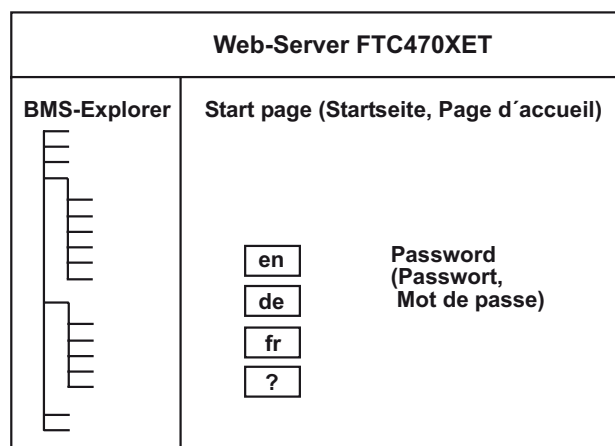 Web-Server FTC470XET
BMS-Explorer
Start page (Startseite, Page d´accueil)
en
de
fr
?
Password
(Passwort,
Mot de passe)